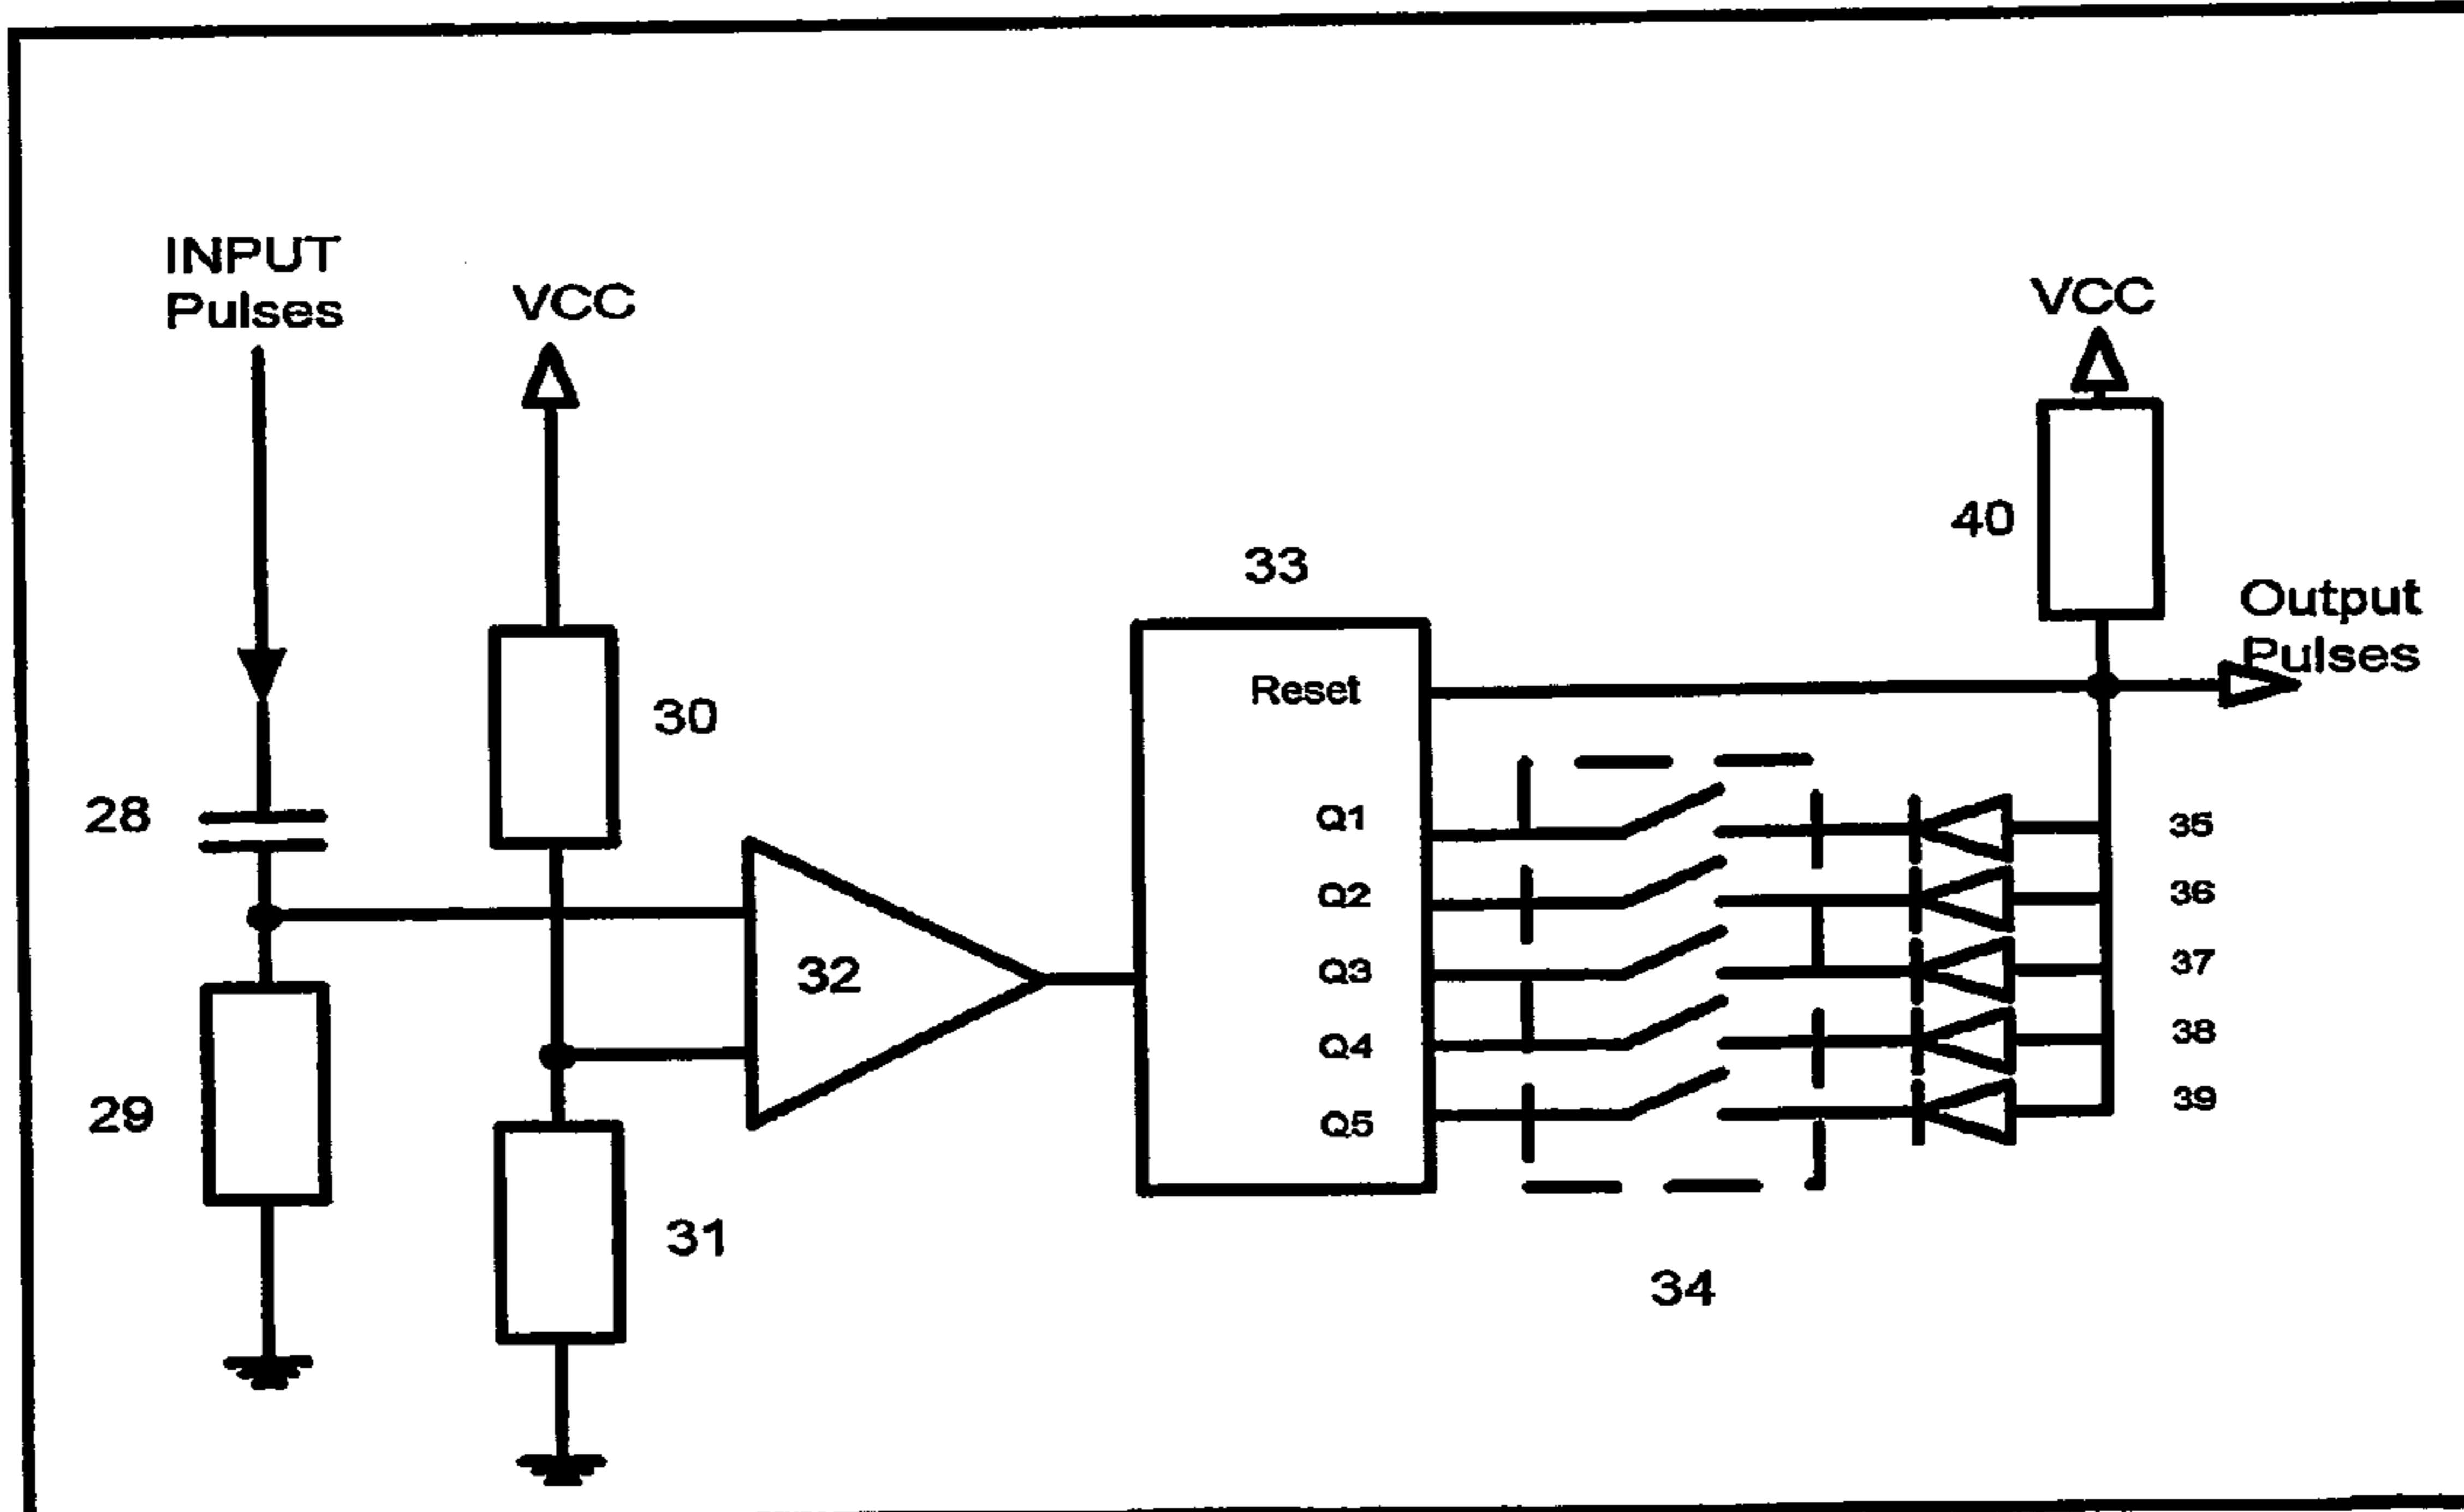 INPUT
Pulses
VCC
VCC
40
33
Output
Pulses
Reset
30
28
Q1
35
Q2
36
32
Q3
37
Q4
38
29
Q5
39
31
34